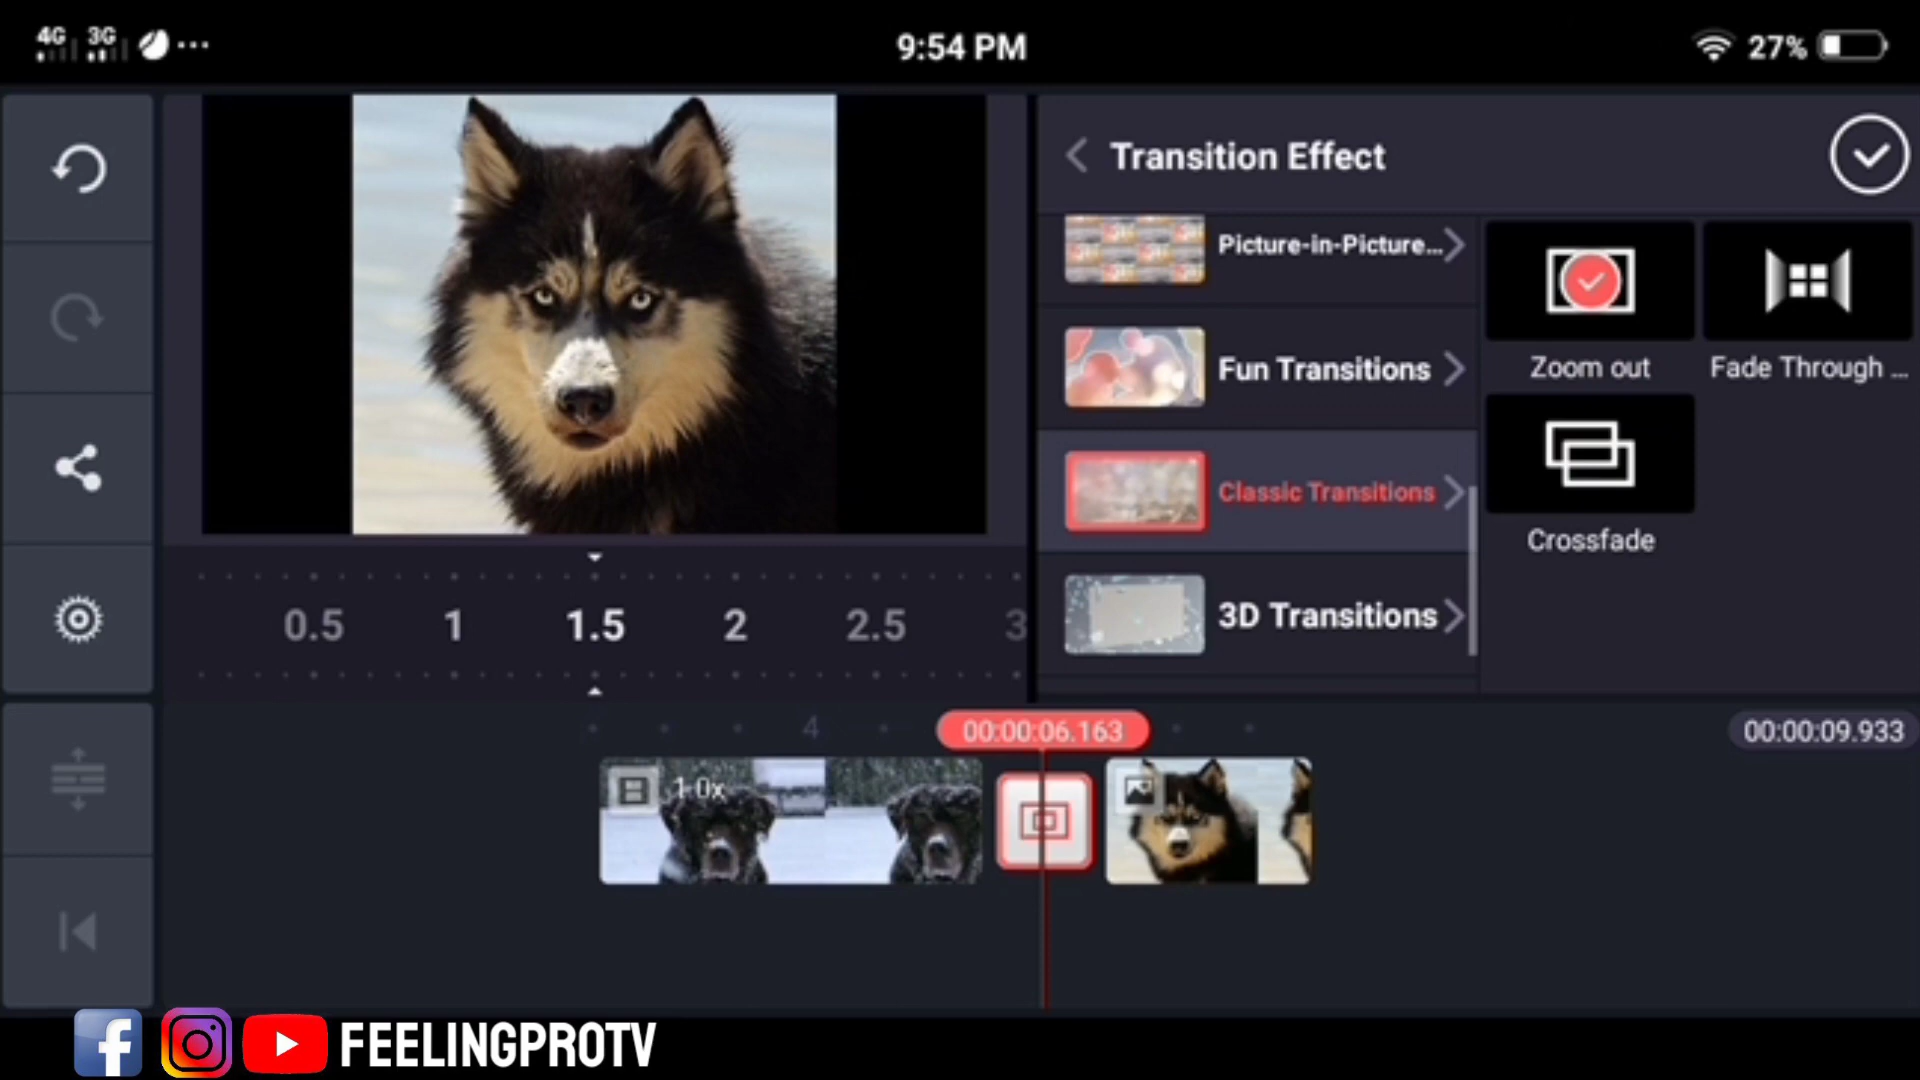 4G 3G
9:54 PM
27%
Transition Effect
Picture-in-Picture...
Fun Transitions
Classic Transitions
3D Transitions
Zoom out
Fade Through ...
Crossfade
0.5 1 1.5 2 2.5 3
4
00:00:06.163
00:00:09.933
1.0x
FEELINGPROTV